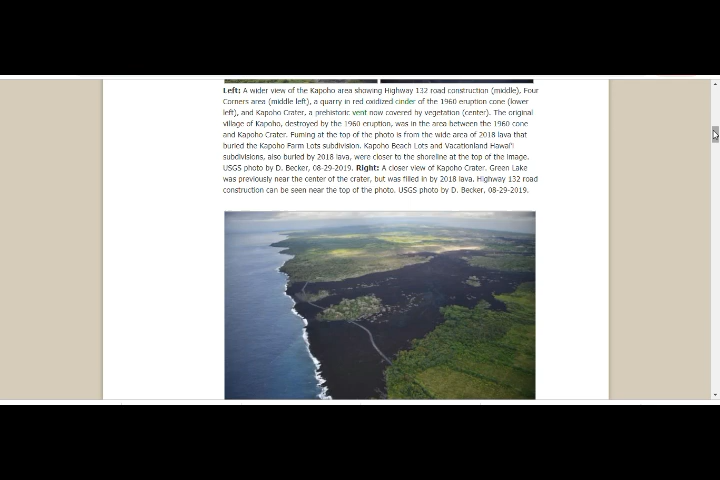 Left: A wider view of the Kapoho area showing Highway 132 road construction (middle), Four
Corners area (middle left), a quarry in red oxidized cinder of the 1960 eruption cone (lower
left), and Kapoho Crater, a prehistoric vent now covered by vegetation (center). The original
village of Kapoho, destroyed by the 1960 eruption, was in the area between the 1960 cone
and Kapoho Crater. Fuming at the top of the photo is from the wide area of 2018 lava that
buried the Kapoho Farm Lots subdivision. Kapoho Beach Lots and Vacationland Hawai'i
subdivisions, also buried by 2018 lava, were closer to the shoreline at the top of the image.
USGS photo by D. Becker, 08-29-2019. Right: A closer view of Kapoho Crater. Green Lake
was previously near the center of the crater, but was filled in by 2018 lava. Highway 132 road
construction can be seen near the top of the photo. USGS photo by D. Becker, 08-29-2019.